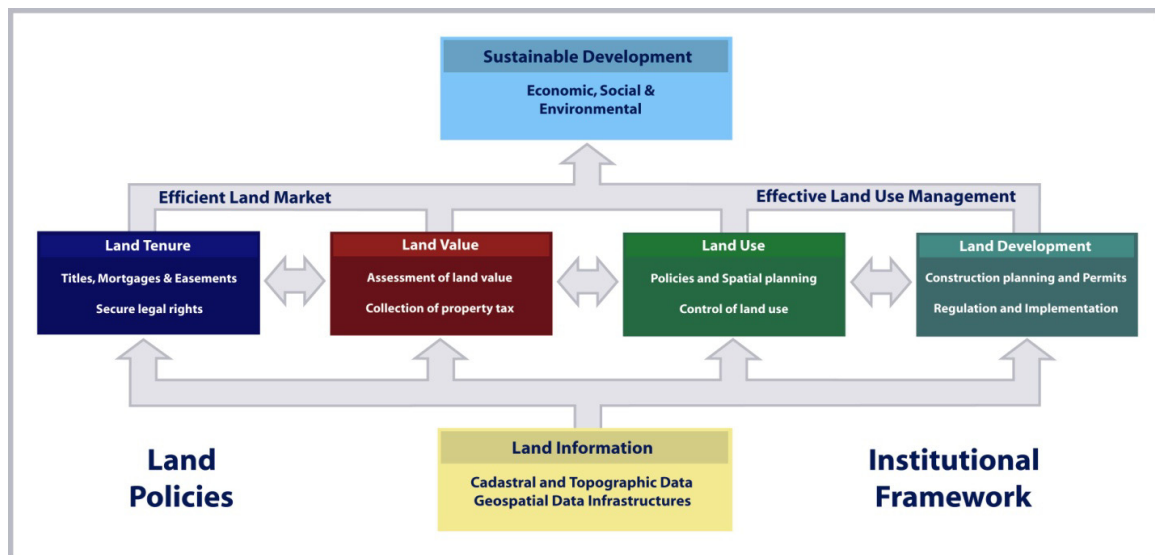 Sustainable Development
Economic, Social &
Environmental
Efficient Land Market
Effective Land Use Management
Land Tenure
Titles, Mortgages & Easements
Secure legal rights
Land Value
Assessment of land value
Collection of property tax
Land Use
Policies and Spatial planning
Control of land use
Land Development
Construction planning and Permits
Regulation and Implementation
Land
Policies
Land Information
Cadastral and Topographic Data
Geospatial Data Infrastructures
Institutional
Framework